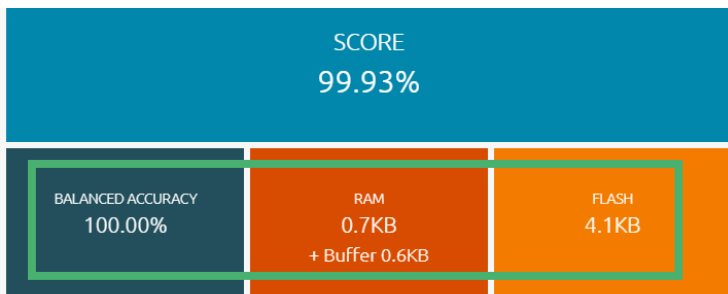 SCORE
99.93%
BALANCED ACCURACY
100.00%
RAM
0.7KB
+ Buffer 0.6KB
FLASH
4.1KB